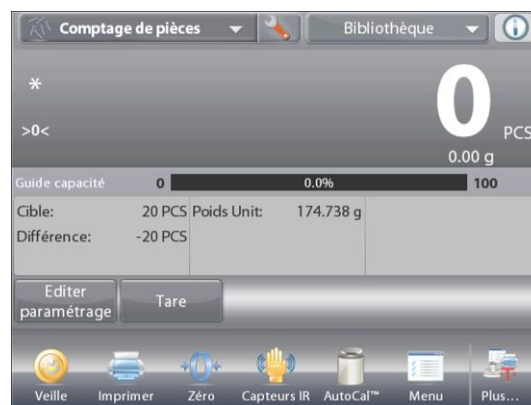 Comptage de pièces Bibliothèque
*
0
>0< PCS
0.00 g
Guide capacité 0 0.0% 100
Cible: 20 PCS Poids Unit: 174.738 g
Différence: -20 PCS
Editer
paramétrage Tare
Veille Imprimer Zéro Capteurs IR AutoCal™ Menu Plus...